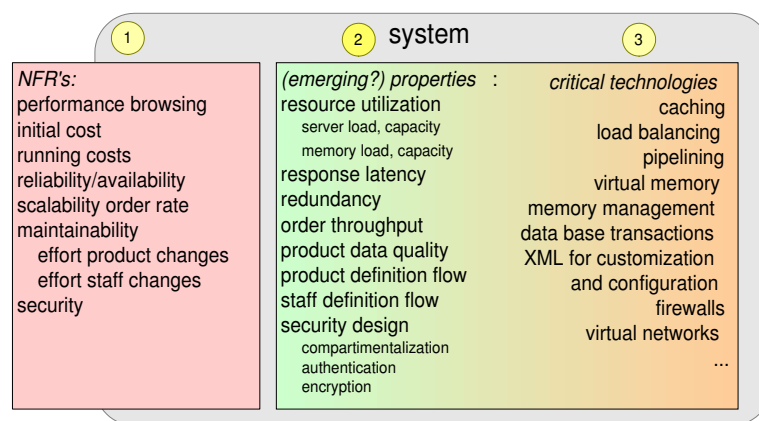 1
2
system
3
NFR's:
performance browsing
initial cost
running costs
reliability/availability
scalability order rate
maintainability
effort product changes
effort staff changes
security
(emerging?) properties :
resource utilization
server load, capacity
memory load, capacity
response latency
redundancy
order throughput
product data quality
product definition flow
staff definition flow
security design
compartimentalization
authentication
encryption
critical technologies
caching
load balancing
pipelining
virtual memory
memory management
data base transactions
XML for customization
and configuration
firewalls
virtual networks
...